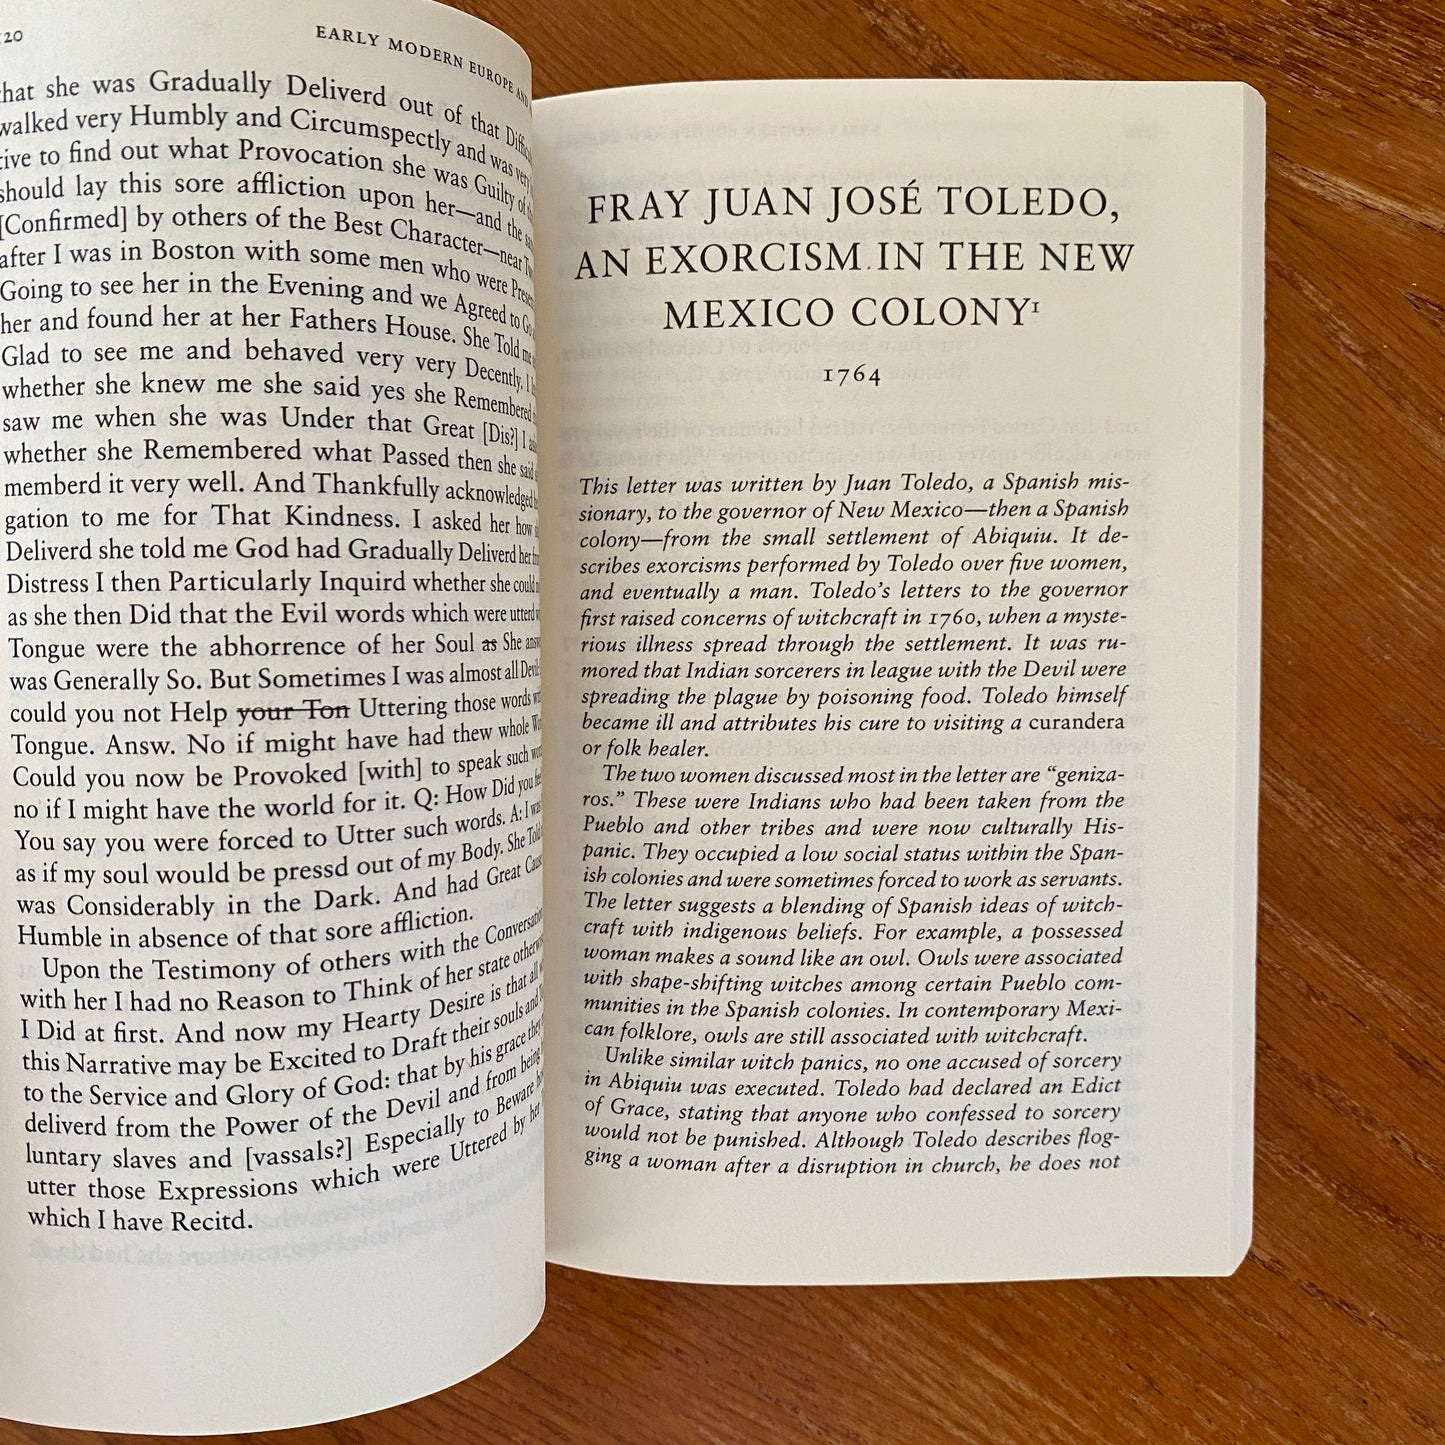 120
EARLY MODERN EUROPE AND
that she was Gradually Deliverd out of that
walked very Humbly and Circumspectly and was very
tive to find out what Provocation she was Guilty of
should lay this sore affliction upon her—and the
[Confirmed] by others of the Best Character—near
after I was in Boston with some men who were
Going to see her in the Evening and we Agreed to Go
her and found her at her Fathers House. She Told me
Glad to see me and behaved very very Decently. I
whether she knew me she said yes she Remembered
saw me when she was Under that Great [Dis?] I
whether she Remembered what Passed then she said
memberd it very well. And Thankfully acknowledged
gation to me for That Kindness. I asked her how
Deliverd she told me God had Gradually Deliverd her
Distress I then Particularly Inquird whether she could
as she then Did that the Evil words which were utterd
Tongue were the abhorrence of her Soul as She
was Generally So. But Sometimes I was almost all
could you not Help your Ton Uttering those words
Tongue. Answ. No if might have had thew whole
Could you now be Provoked [with] to speak such
no if I might have the world for it. Q: How Did you
You say you were forced to Utter such words. A: I
as if my soul would be pressd out of my Body. She
was Considerably in the Dark. And had Great
Humble in absence of that sore affliction.
Upon the Testimony of others with the
with her I had no Reason to Think of her state
I Did at first. And now my Hearty Desire is that all
this Narrative may be Excited to Draft their souls and
to the Service and Glory of God: that by his grace they
deliverd from the Power of the Devil and from being
luntary slaves and [vassals?] Especially to Beware
utter those Expressions which were Uttered by her
which I have Recitd.
FRAY JUAN JOSÉ TOLEDO,
AN EXORCISM IN THE NEW
MEXICO COLONY¹
1764
This letter was written by Juan Toledo, a Spanish mis-
sionary, to the governor of New Mexico—then a Spanish
colony—from the small settlement of Abiquiu. It de-
scribes exorcisms performed by Toledo over five women,
and eventually a man. Toledo's letters to the governor
first raised concerns of witchcraft in 1760, when a myste-
rious illness spread through the settlement. It was ru-
mored that Indian sorcerers in league with the Devil were
spreading the plague by poisoning food. Toledo himself
became ill and attributes his cure to visiting a curandera
or folk healer.
The two women discussed most in the letter are "geníza-
ros." These were Indians who had been taken from the
Pueblo and other tribes and were now culturally His-
panic. They occupied a low social status within the Span-
ish colonies and were sometimes forced to work as servants.
The letter suggests a blending of Spanish ideas of witch-
craft with indigenous beliefs. For example, a possessed
woman makes a sound like an owl. Owls were associated
with shape-shifting witches among certain Pueblo com-
munities in the Spanish colonies. In contemporary Mexi-
can folklore, owls are still associated with witchcraft.
Unlike similar witch panics, no one accused of sorcery
in Abiquiu was executed. Toledo had declared an Edict
of Grace, stating that anyone who confessed to sorcery
would not be punished. Although Toledo describes flog-
ging a woman after a disruption in church, he does not